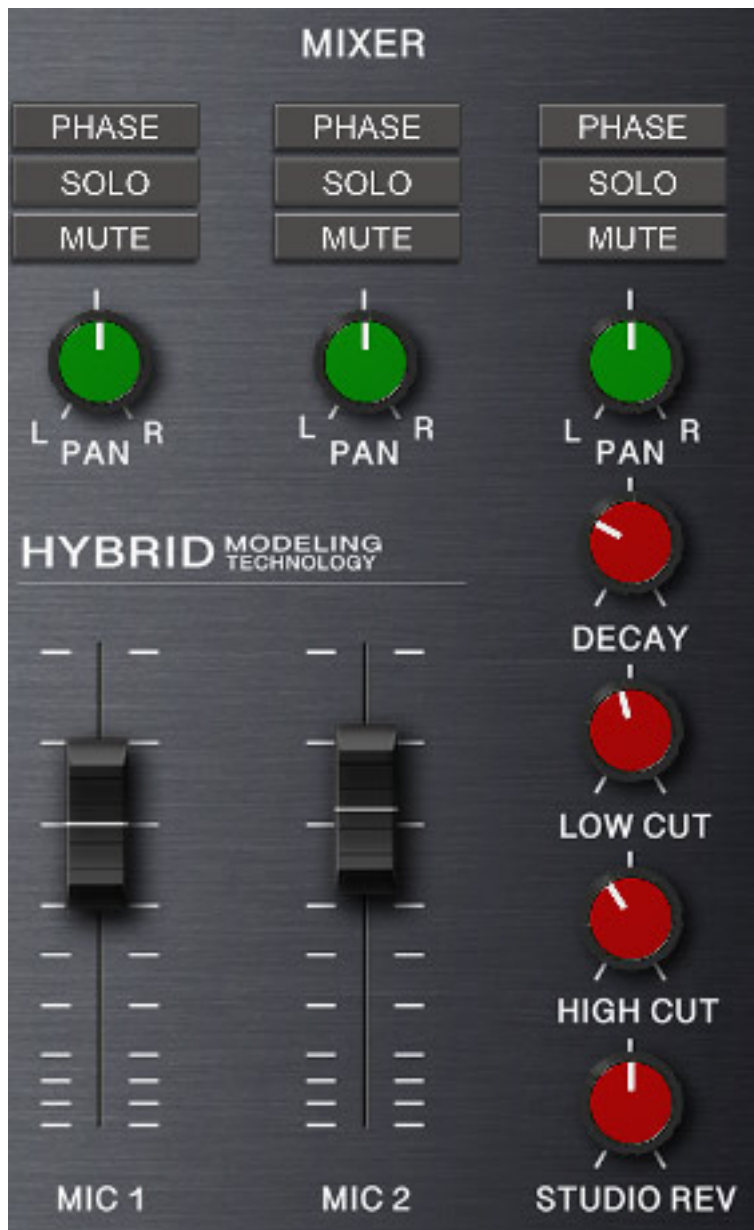 MIXER
PHASE PHASE PHASE
SOLO SOLO SOLO
MUTE MUTE MUTE
L R L R L R
PAN PAN PAN
HYBRID MODELING
TECHNOLOGY
DECAY
LOW CUT
HIGH CUT
MIC 1 MIC 2 STUDIO REV